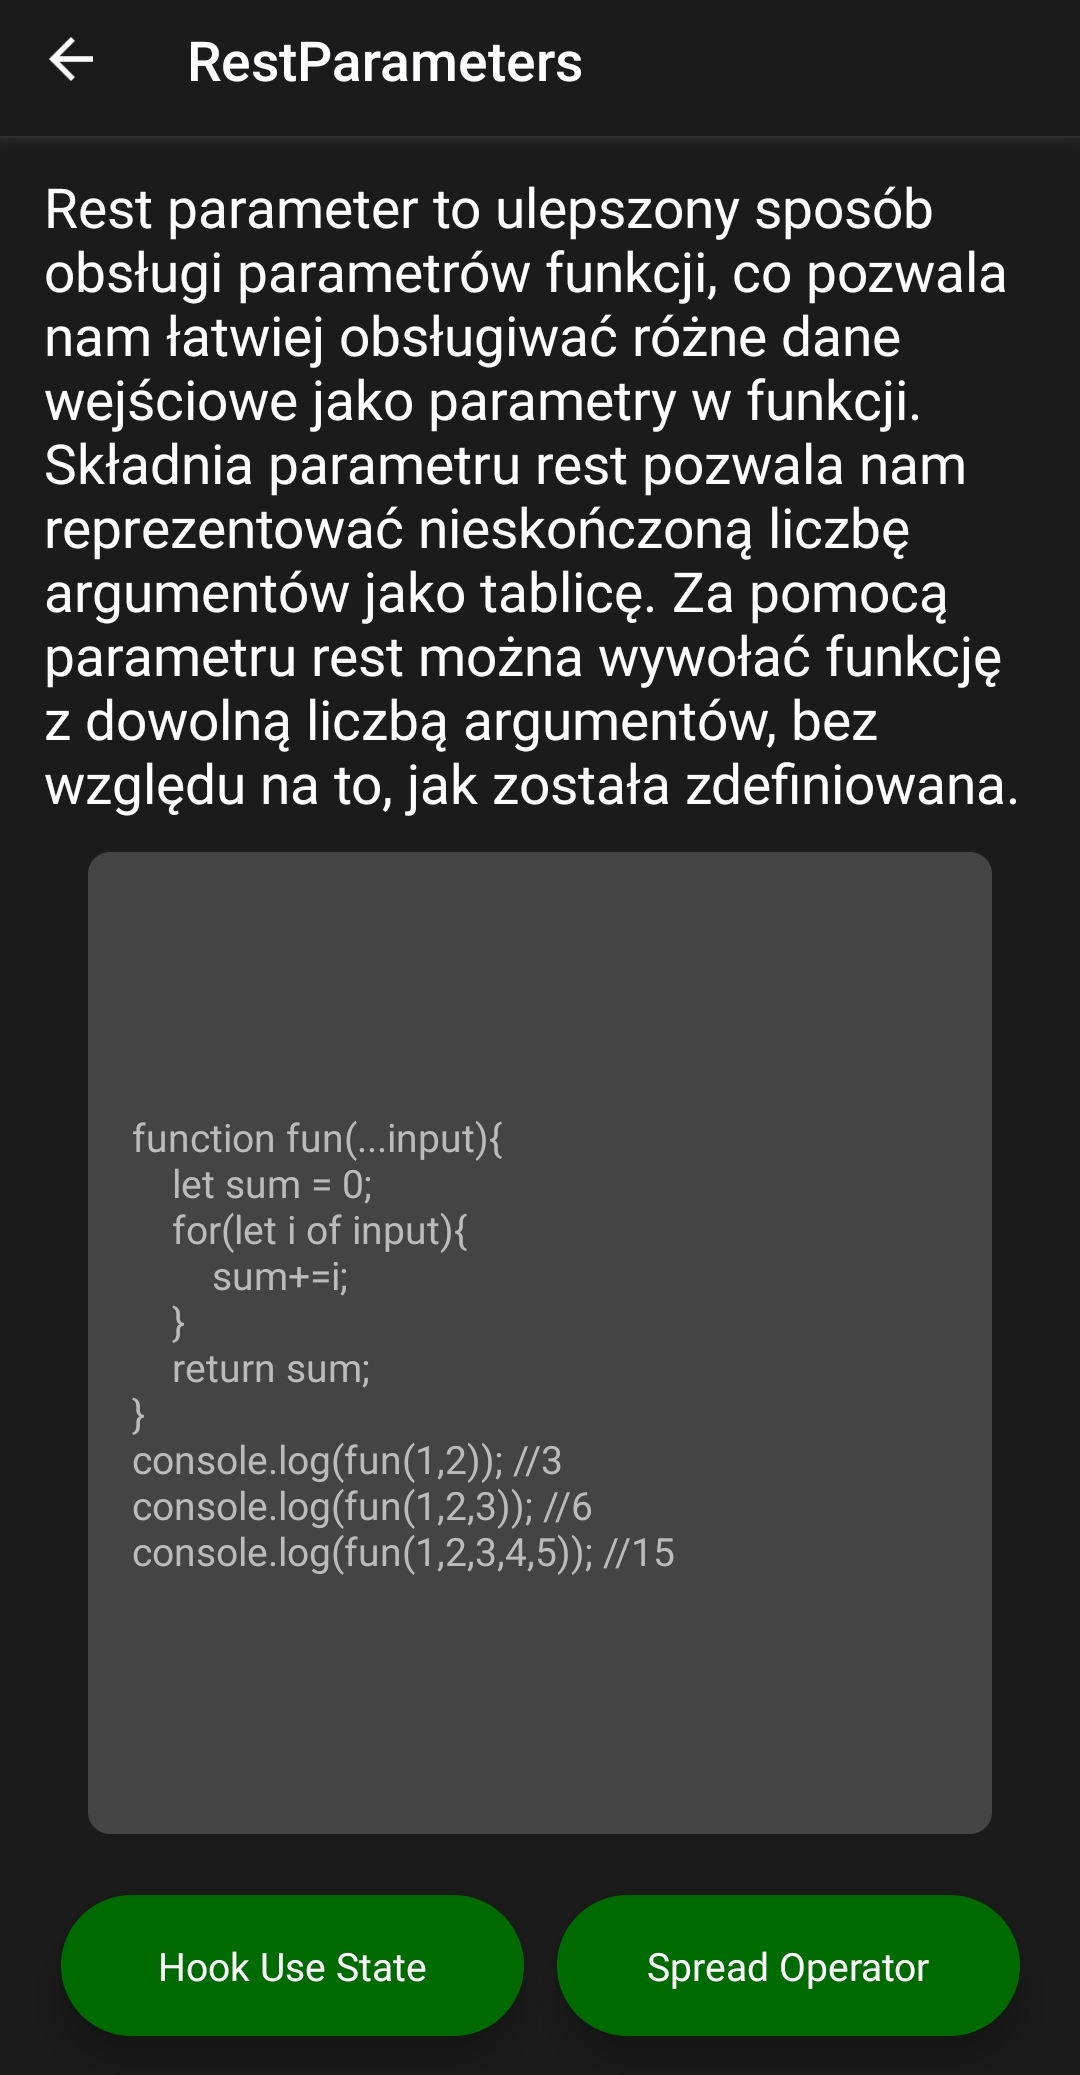 RestParameters
Rest parameter to ulepszony sposób
obsługi parametrów funkcji, co pozwala
nam łatwiej obsługiwać różne dane
wejściowe jako parametry w funkcji.
Składnia parametru rest pozwala nam
reprezentować nieskończoną liczbę
argumentów jako tablicę. Za pomocą
parametru rest można wywołać funkcję
z dowolną liczbą argumentów, bez
względu na to, jak została zdefiniowana.
function fun(...input){
    let sum = 0;
    for(let i of input){
        sum+=i;
    }
    return sum;
}
console.log(fun(1,2)); //3
console.log(fun(1,2,3)); //6
console.log(fun(1,2,3,4,5)); //15
Hook Use State
Spread Operator